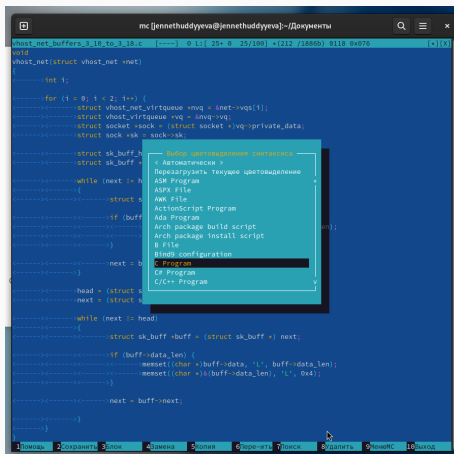 mc [jennethuddyyeva@jennethuddyyeva]:~/Документы
vhost_net_buffers_3_18_to_3_18.c [----] 0 L:[ 25+ 0 25/100] *(212 /1886b) 0118 0x076 [*][X]
void
vhost_net(struct vhost_net *net)
{
int i;
for (i = 0; i < 2; i++) {
struct vhost_net_virtqueue *nvq = &net->vqs[i];
struct vhost_virtqueue *vq = &nvq->vq;
struct socket *sock = (struct socket *)vq->private_data;
struct sock *sk = sock->sk;
struct sk_buff_h
struct sk_buff *
while (next != h
{
struct s
if (buff
en);
}
next = b
}
head = (struct s
next = (struct s
while (next != head)
{
struct sk_buff *buff = (struct sk_buff *) next;
if (buff->data_len) {
memset((char *)buff->data, 'L', buff->data_len);
memset((char *)&(buff->data_len), 'L', 0x4);
}
next = buff->next;
}
}
Выбор цветовыделения синтаксиса
< Автоматически >
Перезагрузить текущее цветовыделение
ASM Program
ASPX File
AWK File
ActionScript Program
Ada Program
Arch package build script
Arch package install script
B File
Bind9 configuration
C Program
C# Program
C/C++ Program
1Помощь 2Сохранить 3Блок 4Замена 5Копия 6Пере~ить 7Поиск 8Удалить 9МенюMC 10Выход